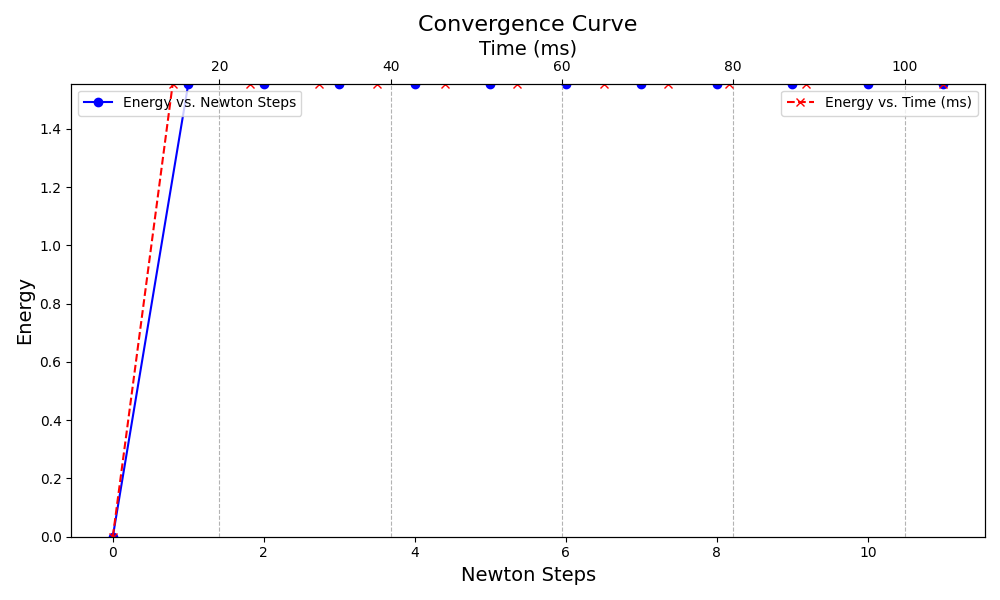 Convergence Curve
Time (ms)
20 40 60 80 100
Energy vs. Newton Steps
Energy vs. Time (ms)
1.4
1.2
1.0
0.8
0.6
0.4
0.2
0.0
Energy
0 2 4 6 8 10
Newton Steps